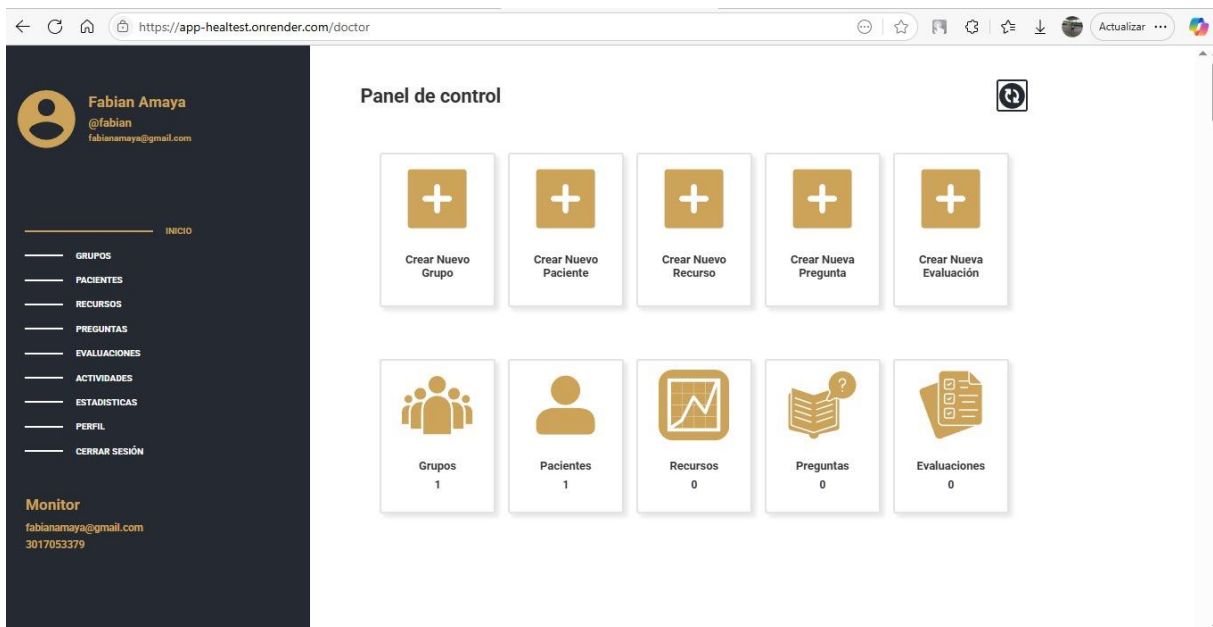 https://app-healtest.onrender.com/doctor
Actualizar
Fabian Amaya
@fabian
fabianamaya@gmail.com
INICIO
GRUPOS
PACIENTES
RECURSOS
PREGUNTAS
EVALUACIONES
ACTIVIDADES
ESTADISTICAS
PERFIL
CERRAR SESIÓN
Monitor
fabianamaya@gmail.com
3017053379
Panel de control
Crear Nuevo
Grupo
Crear Nuevo
Paciente
Crear Nuevo
Recurso
Crear Nueva
Pregunta
Crear Nueva
Evaluación
Grupos
1
Pacientes
1
Recursos
0
?
Preguntas
0
Evaluaciones
0